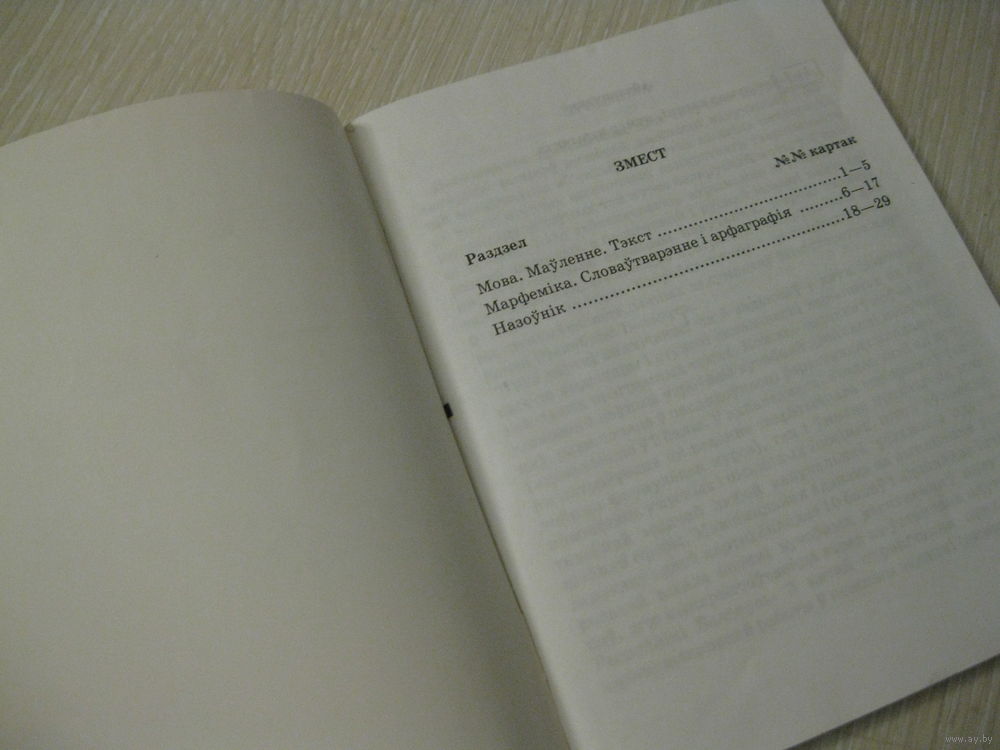 ЗМЕСТ
Раздзел №№ картак
Мова. Маўленне. Тэкст ..............................1—5
Марфеміка. Словаўтварэнне і арфаграфія .........6—17
Назоўнік ...........................................18—29
www.ay.by